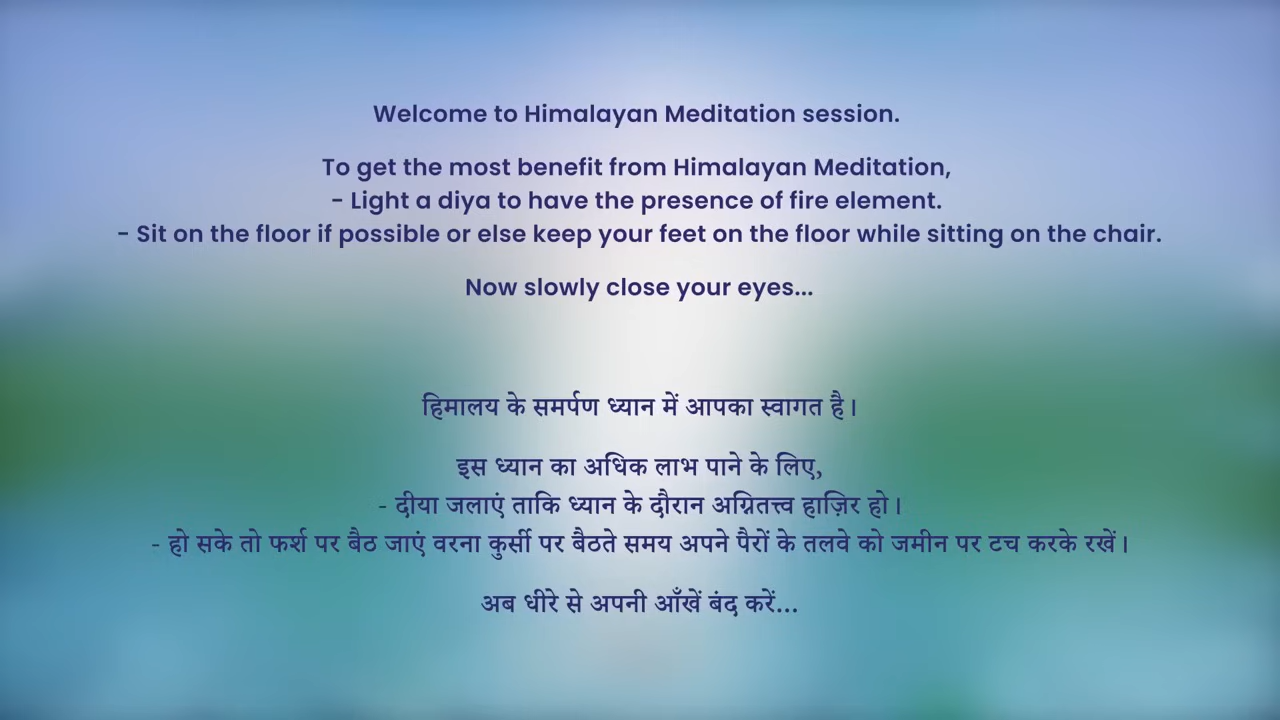 Welcome to Himalayan Meditation session.
To get the most benefit from Himalayan Meditation,
- Light a diya to have the presence of fire element.
- Sit on the floor if possible or else keep your feet on the floor while sitting on the chair.
Now slowly close your eyes...
हिमालय के समर्पण ध्यान में आपका स्वागत है।
इस ध्यान का अधिक लाभ पाने के लिए,
- दीया जलाएं ताकि ध्यान के दौरान अग्नितत्त्व हाज़िर हो।
- हो सके तो फर्श पर बैठ जाएं वरना कुर्सी पर बैठते समय अपने पैरों के तलवे को जमीन पर टच करके रखें।
अब धीरे से अपनी आँखें बंद करें...